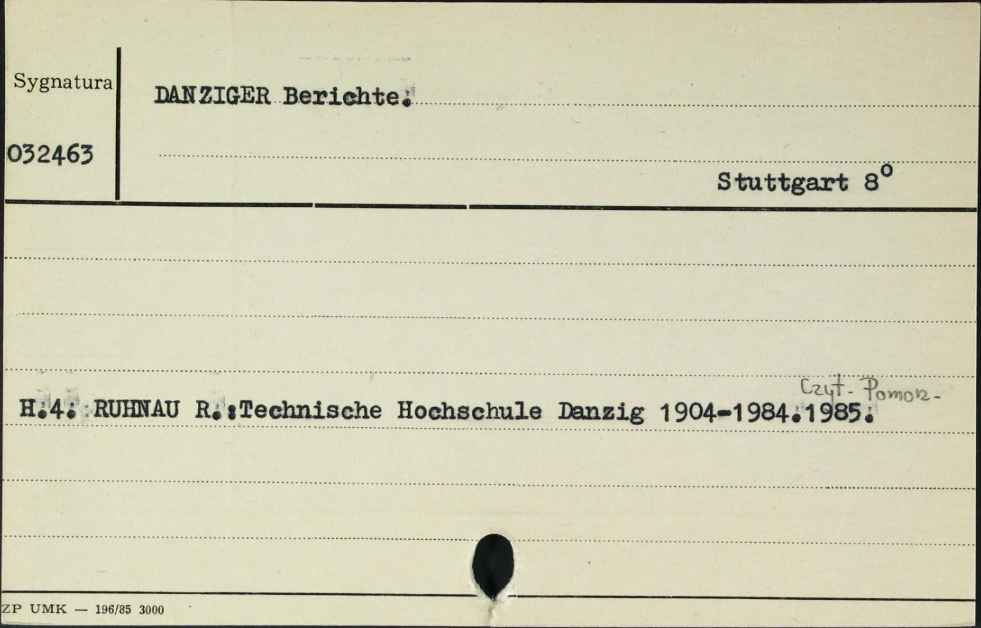 Sygnatura
DANZIGER Berichte.
032463
Stuttgart 8º
Czyt. Pomorz-
H.4: RUHNAU R.:Technische Hochschule Danzig 1904-1984.1985.
ZP UMK — 196/85 3000